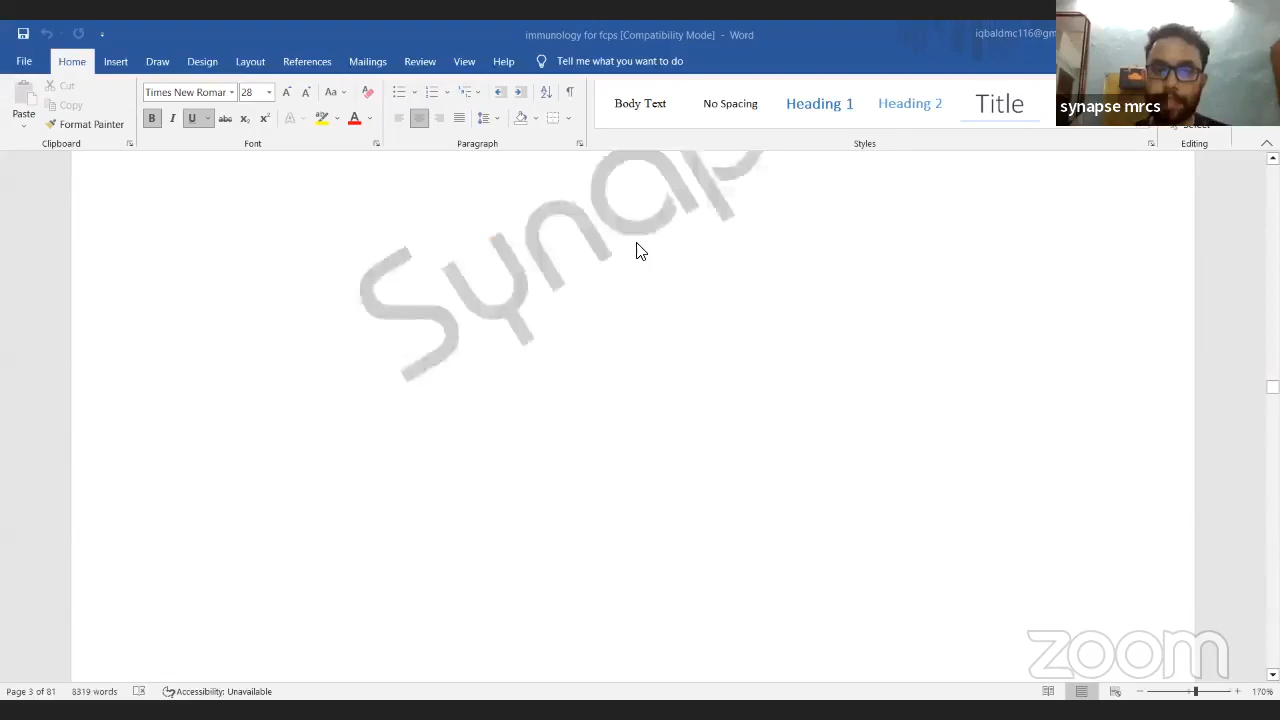 immunology for fcps [Compatibility Mode] - Word
iqbaldmc116@gm
File Home Insert Draw Design Layout References Mailings Review View Help Tell me what you want to do
Paste
Cut
Copy
Format Painter
Clipboard
Times New Romar 28
Font
Paragraph
Body Text No Spacing Heading 1 Heading 2 Title
Styles
Editing
synapse mrcs
Synap
zoom
Page 3 of 81 8319 words Accessibility: Unavailable 170%